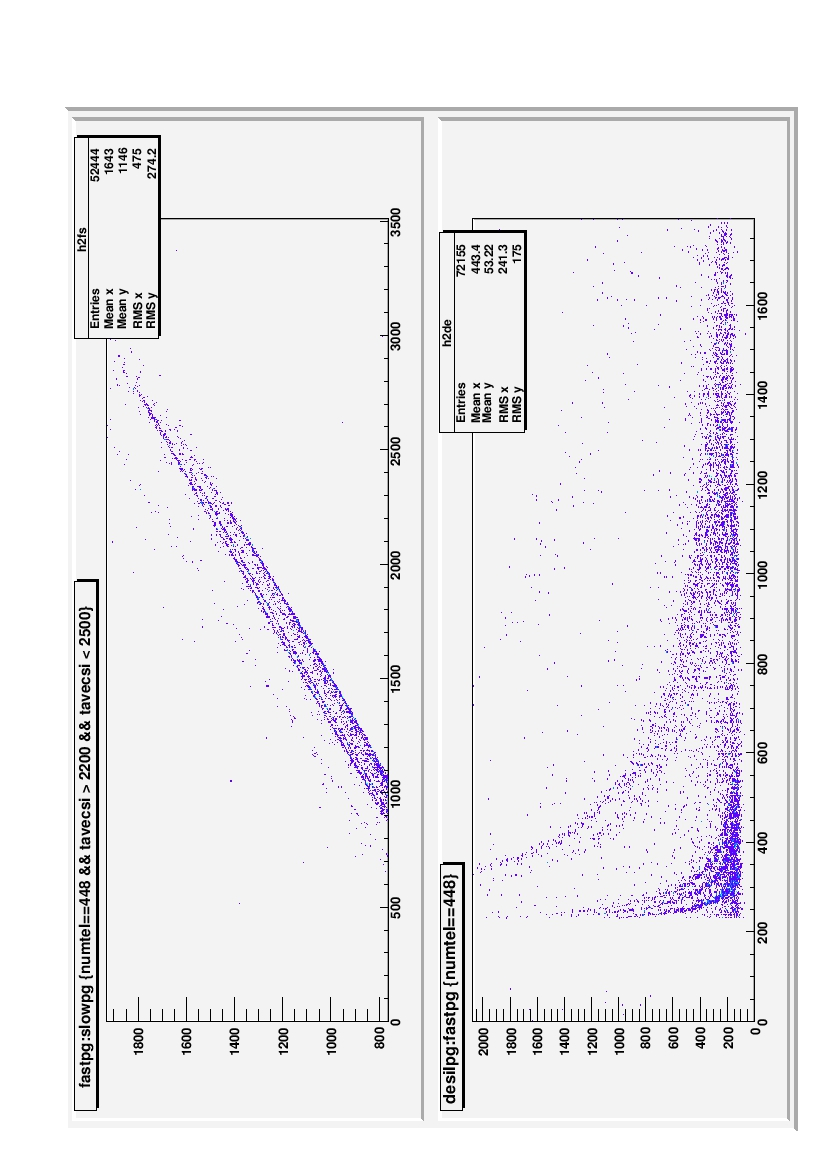 fastpg:slowpg {numtel==448 && tavecsi > 2200 && tavecsi < 2500}
h2fs
Entries 52444
Mean x 1643
Mean y 1146
RMS x 475
RMS y 274.2
1800
1600
1400
1200
1000
800
0 500 1000 1500 2000 2500 3000 3500
desilpg:fastpg {numtel==448}
h2de
Entries 72155
Mean x 443.4
Mean y 53.22
RMS x 241.3
RMS y 175
2000
1800
1600
1400
1200
1000
800
600
400
200
0
0 200 400 600 800 1000 1200 1400 1600